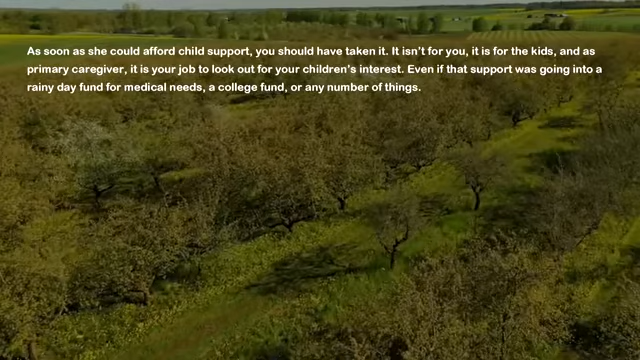 As soon as she could afford child support, you should have taken it. It isn't for you, it is for the kids, and as
primary caregiver, it is your job to look out for your children's interest. Even if that support was going into a
rainy day fund for medical needs, a college fund, or any number of things.